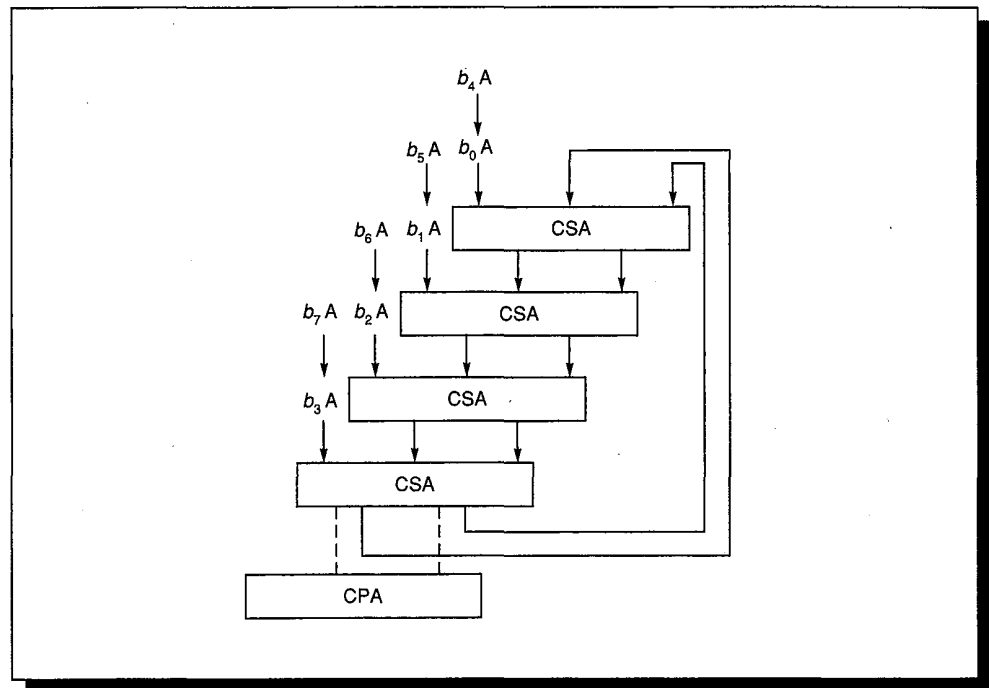 b₄ A
b₅ A b₀ A
b₆ A b₁ A CSA
b₇ A b₂ A CSA
b₃ A CSA
CSA
CPA